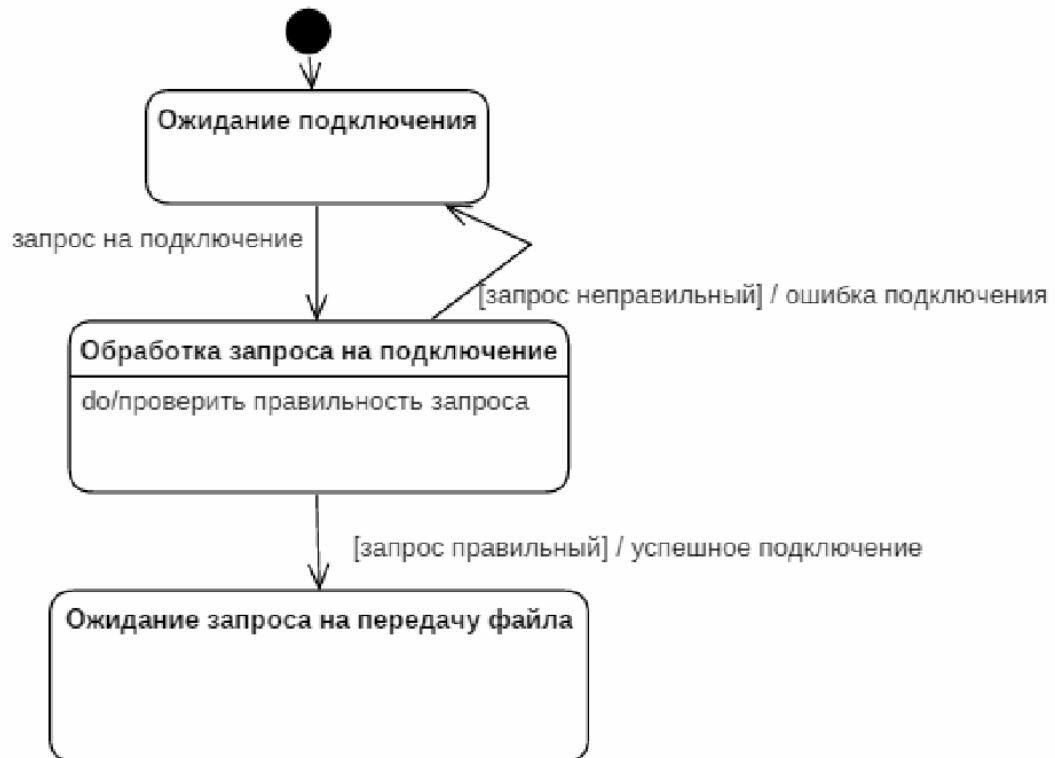 Ожидание подключения
запрос на подключение
[запрос неправильный] / ошибка подключения
Обработка запроса на подключение
do/проверить правильность запроса
[запрос правильный] / успешное подключение
Ожидание запроса на передачу файла